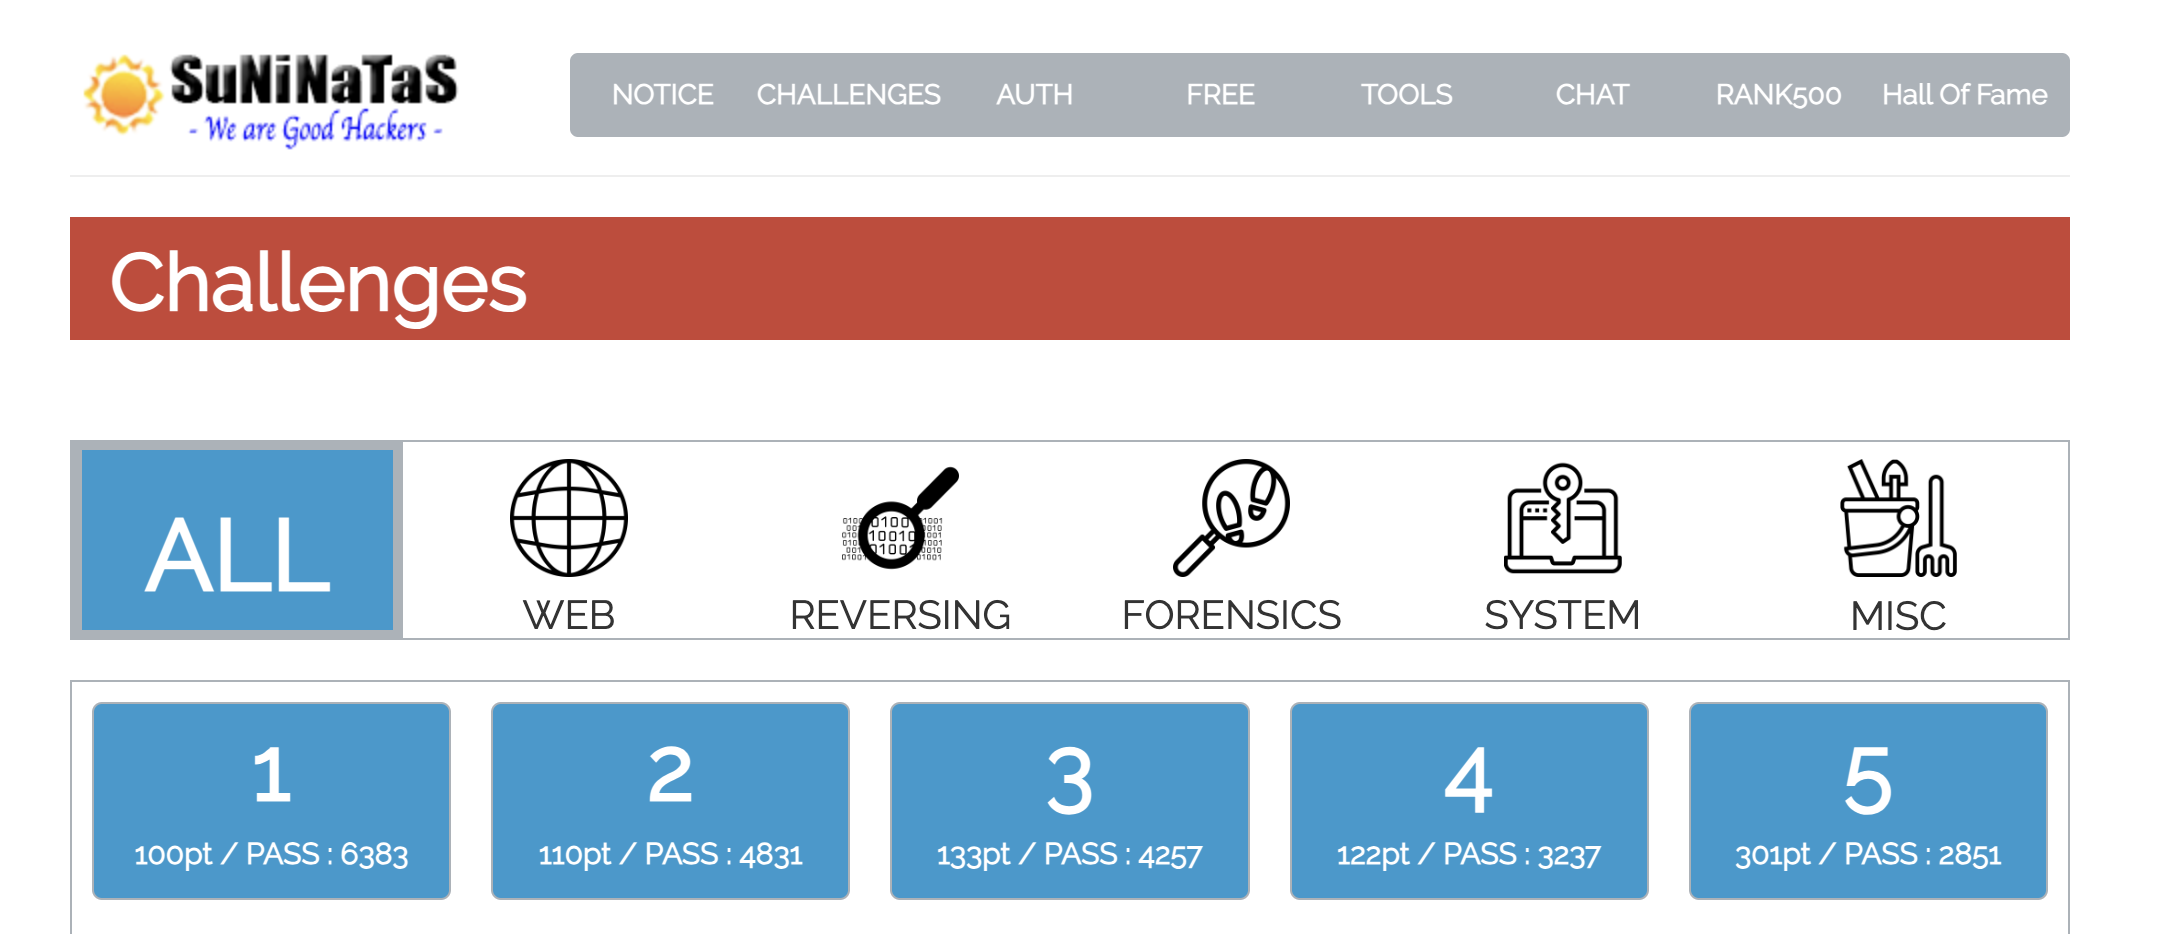 SuNiNaTaS
- We are Good Hackers -
NOTICE CHALLENGES AUTH FREE TOOLS CHAT RANK500 Hall Of Fame
Challenges
ALL
WEB REVERSING FORENSICS SYSTEM MISC
1 2 3 4 5
100pt / PASS : 6383 110pt / PASS : 4831 133pt / PASS : 4257 122pt / PASS : 3237 301pt / PASS : 2851